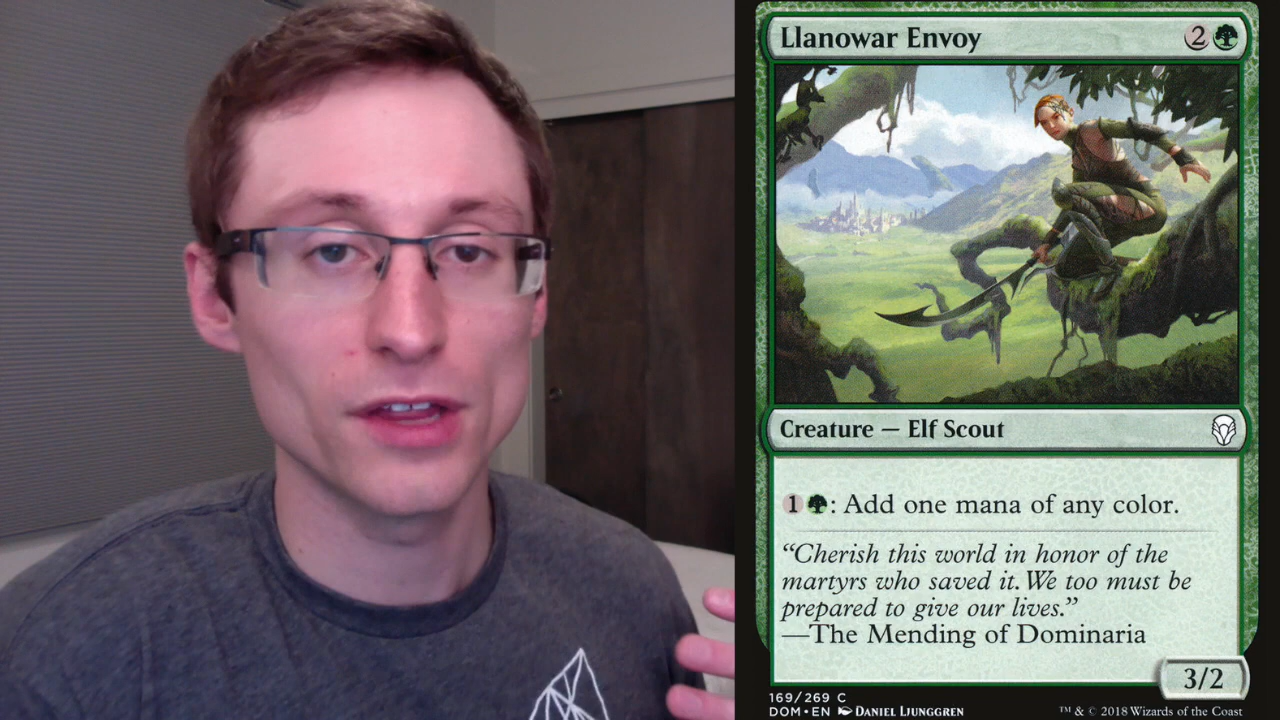 Llanowar Envoy 2
Creature — Elf Scout
1 : Add one mana of any color.
“Cherish this world in honor of the
martyrs who saved it. We too must be
prepared to give our lives.”
—The Mending of Dominaria
3/2
169/269 C
DOM • EN Daniel Ljunggren ™ & © 2018 Wizards of the Coast